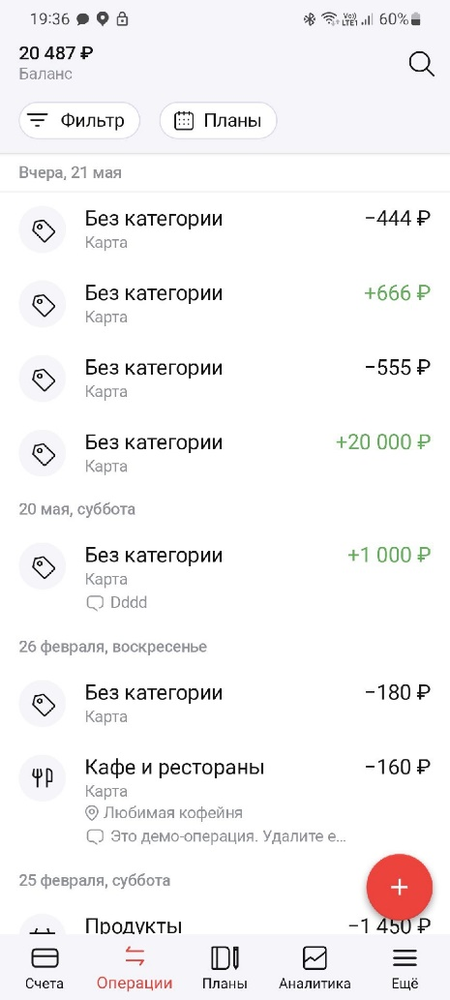 19:36
Vo)) LTE1 60%
20 487 ₽
Баланс
Фильтр
Планы
Вчера, 21 мая
Без категории −444 ₽
Карта
Без категории +666 ₽
Карта
Без категории −555 ₽
Карта
Без категории +20 000 ₽
Карта
20 мая, суббота
Без категории +1 000 ₽
Карта
Dddd
26 февраля, воскресенье
Без категории −180 ₽
Карта
Кафе и рестораны −160 ₽
Карта
Любимая кофейня
Это демо-операция. Удалите е...
25 февраля, суббота
Продукты −1 450 ₽
Счета Операции Планы Аналитика Ещё